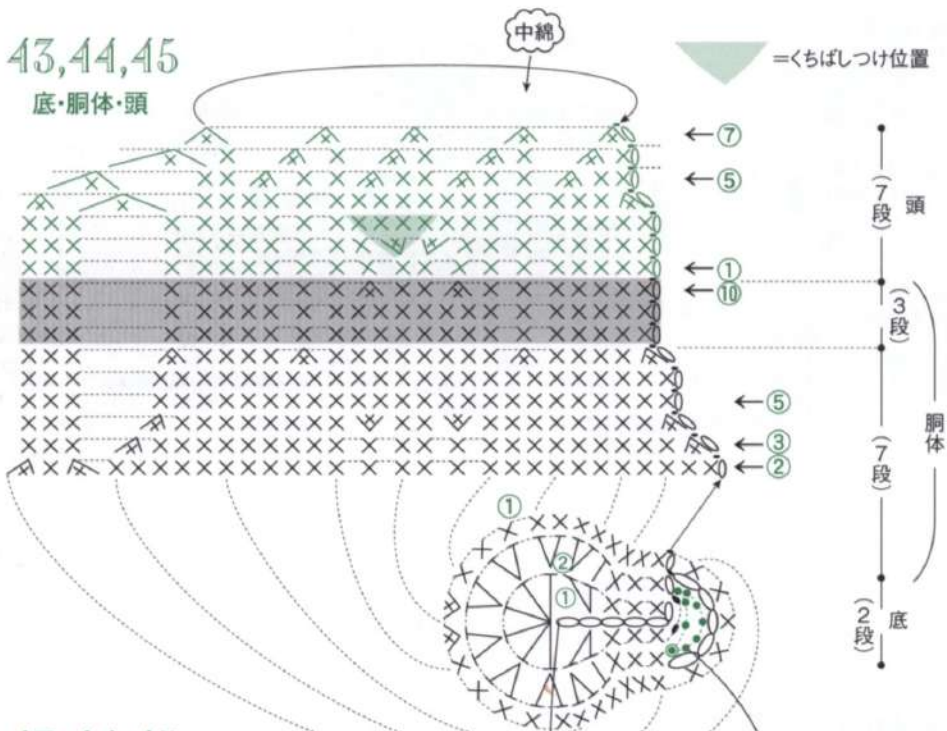 中綿
43,44,45
底・胴体・頭
=くちばしつけ位置
←⑦
←⑤
←①
←⑩
←⑤
←③
←②
(7段)
頭
(3段)
(7段)
胴体
(2段)
底
①
②
①